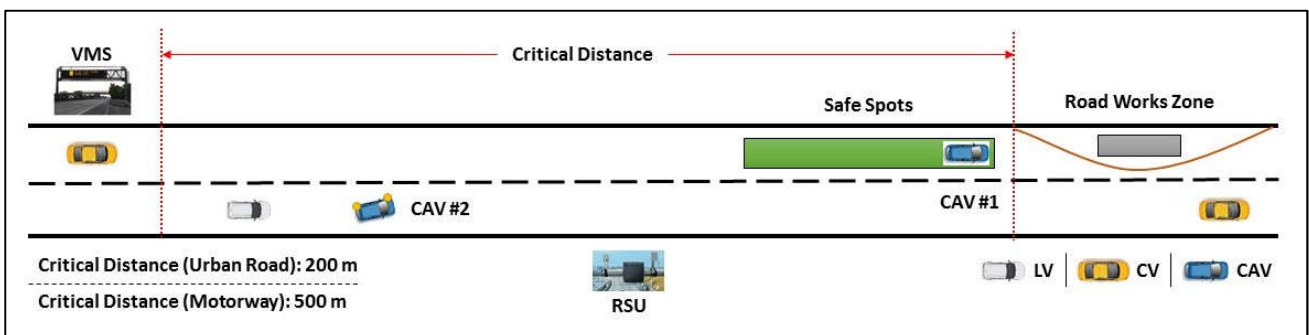 VMS
Critical Distance
Safe Spots
Road Works Zone
CAV #2
CAV #1
Critical Distance (Urban Road): 200 m
Critical Distance (Motorway): 500 m
RSU
LV
CV
CAV